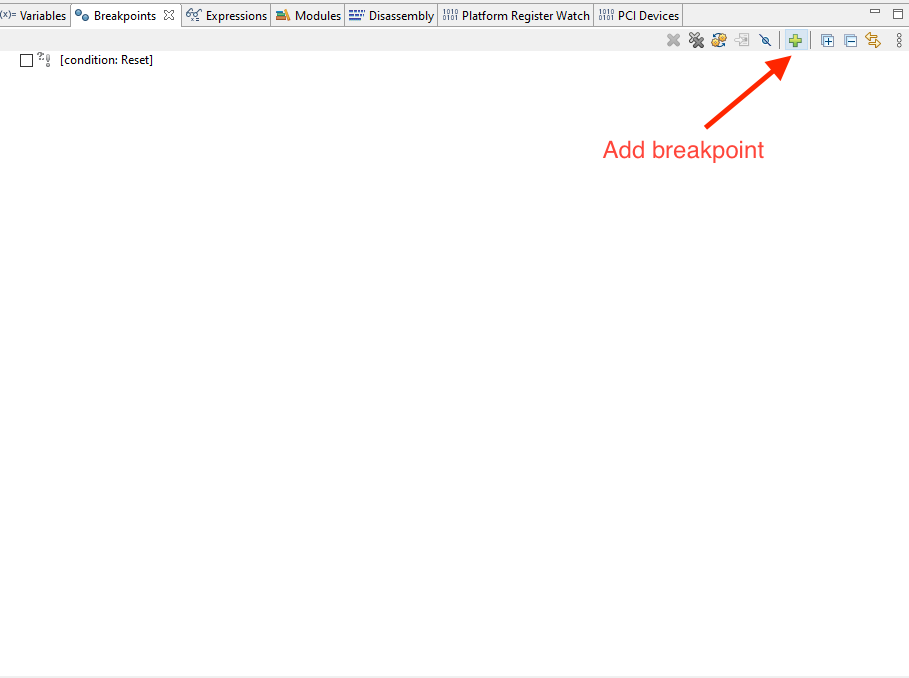 (x)= Variables Breakpoints Expressions Modules Disassembly 1010 0101 Platform Register Watch 1010 0101 PCI Devices
[condition: Reset]
Add breakpoint